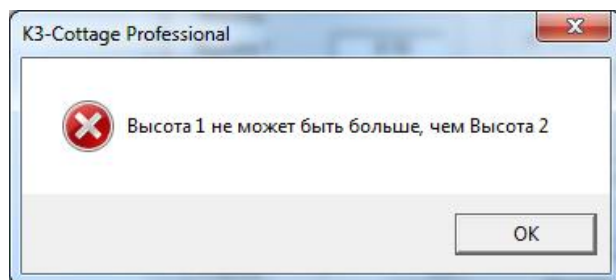 K3-Cottage Professional
Высота 1 не может быть больше, чем Высота 2
OK